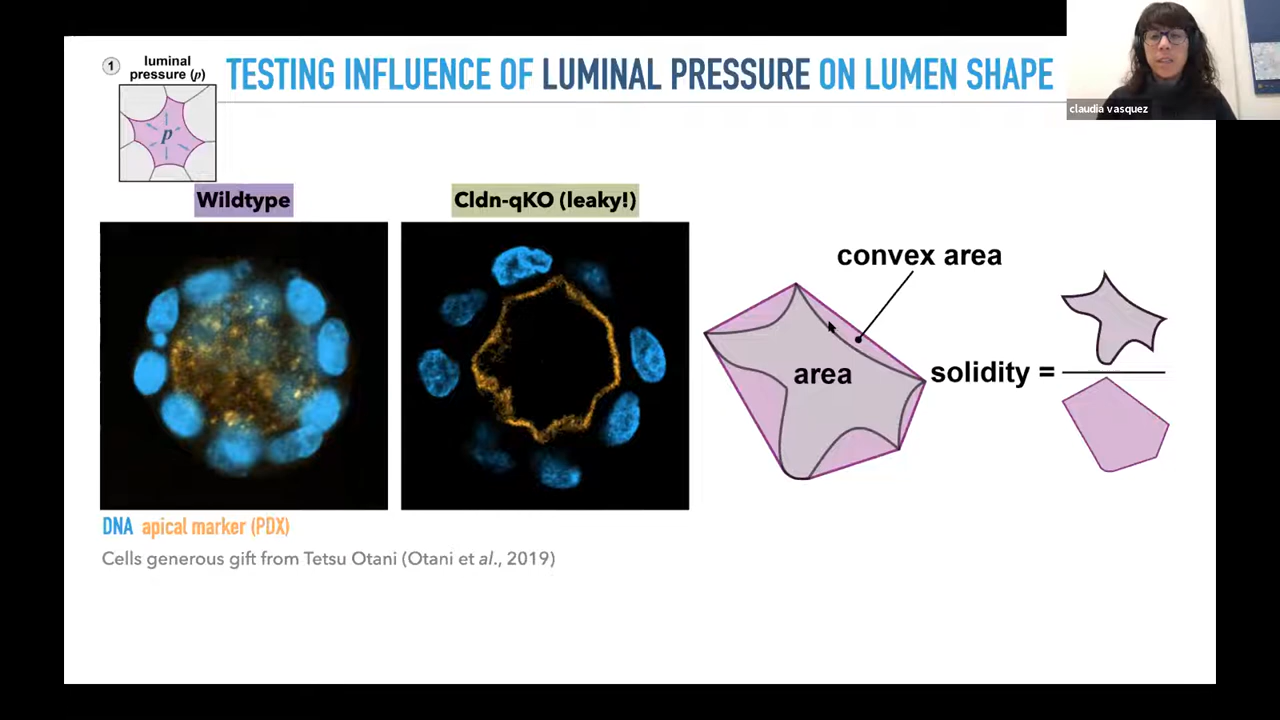 1
luminal
pressure (p)
p
TESTING INFLUENCE OF LUMINAL PRESSURE ON LUMEN SHAPE
claudia vasquez
Wildtype
Cldn-qKO (leaky!)
DNA apical marker (PDX)
Cells generous gift from Tetsu Otani (Otani et al., 2019)
convex area
area
solidity =